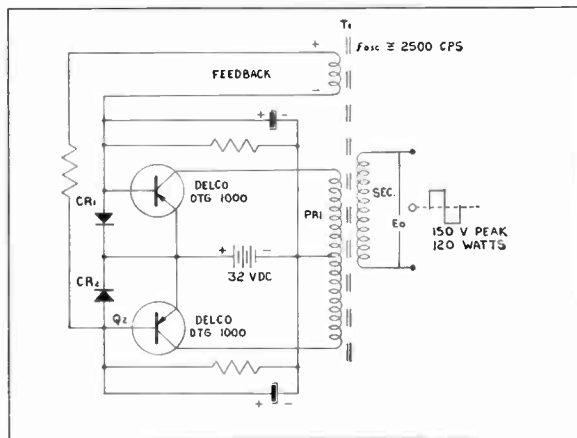 T1
+
fosc ≅ 2500 CPS
FEEDBACK
-
+ -
DELCO
DTG 1000
CR1
PRI
SEC.
Eo
+ -
32 VDC
150 V PEAK
120 WATTS
CR2
Q2
DELCO
DTG 1000
+ -